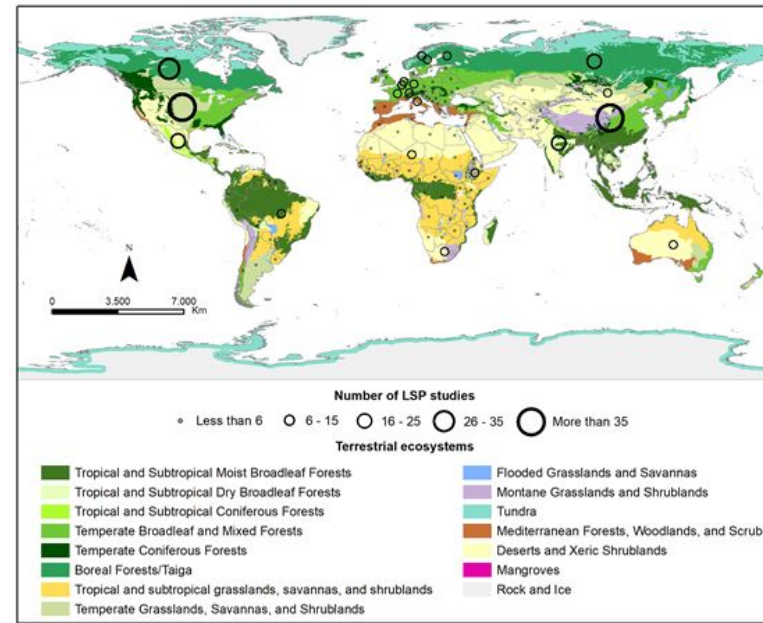 N
0 3.500 7.000
Km
Number of LSP studies
Less than 6 6 - 15 16 - 25 26 - 35 More than 35
Terrestrial ecosystems
Tropical and Subtropical Moist Broadleaf Forests
Tropical and Subtropical Dry Broadleaf Forests
Tropical and Subtropical Coniferous Forests
Temperate Broadleaf and Mixed Forests
Temperate Coniferous Forests
Boreal Forests/Taiga
Tropical and subtropical grasslands, savannas, and shrublands
Temperate Grasslands, Savannas, and Shrublands
Flooded Grasslands and Savannas
Montane Grasslands and Shrublands
Tundra
Mediterranean Forests, Woodlands, and Scrub
Deserts and Xeric Shrublands
Mangroves
Rock and Ice